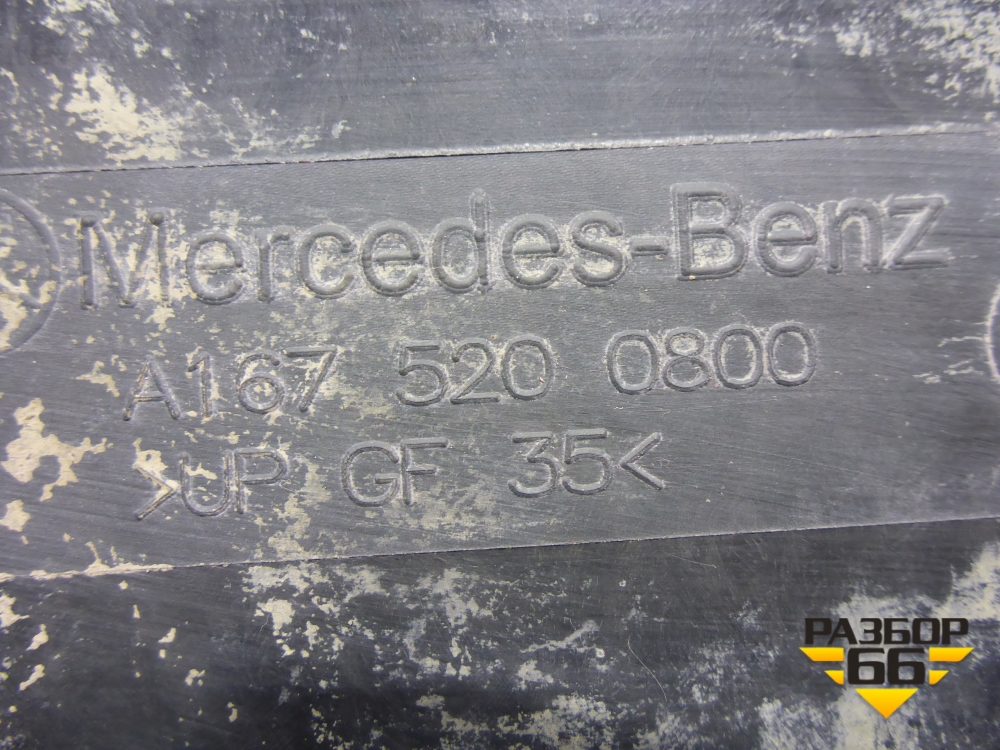 Mercedes-Benz
A167 520 0800
>UP GF 35<
РАЗБОР
66